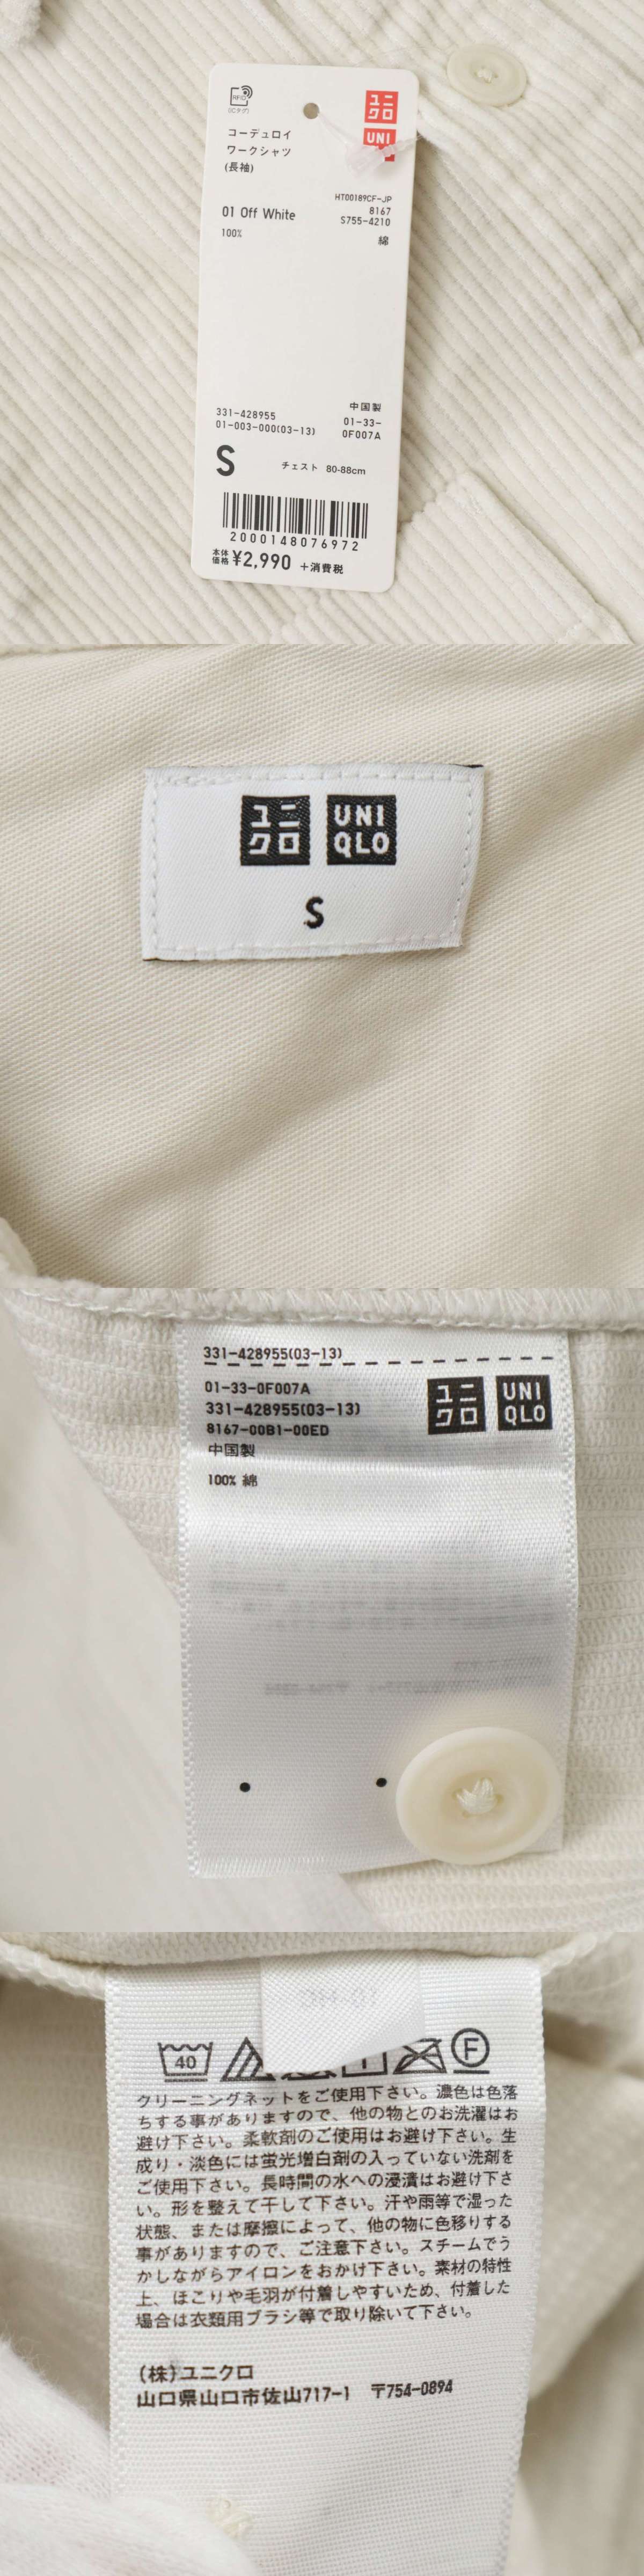 RFID
(ICタグ)
ユニ
クロ
UNI
コーデュロイ
ワークシャツ
(長袖)
HT00189CF-JP
8167
S755-4210
01 Off White
100%
綿
中国製
331-428955
01-003-000(03-13)
01-33-
0F007A
S
チェスト 80-88cm
2000148076972
本体
価格 ¥2,990 +消費税
ユニ
クロ
UNI
QLO
S
331-428955(03-13)
01-33-0F007A
331-428955(03-13)
8167-00B1-00ED
中国製
100% 綿
ユニ
クロ
UNI
QLO
40
F
クリーニングネットをご使用下さい。濃色は色落
ちする事がありますので、他の物とのお洗濯はお
避け下さい。柔軟剤のご使用はお避け下さい。生
成り・淡色には蛍光増白剤の入っていない洗剤を
ご使用下さい。長時間の水への浸漬はお避け下さ
い。形を整えて干して下さい。汗や雨等で湿った
状態、または摩擦によって、他の物に色移りする
事がありますので、ご注意下さい。スチームでう
かしながらアイロンをおかけ下さい。素材の特性
上、ほこりや毛羽が付着しやすいため、付着した
場合は衣類用ブラシ等で取り除いて下さい。
(株)ユニクロ
山口県山口市佐山717-1 〒754-0894